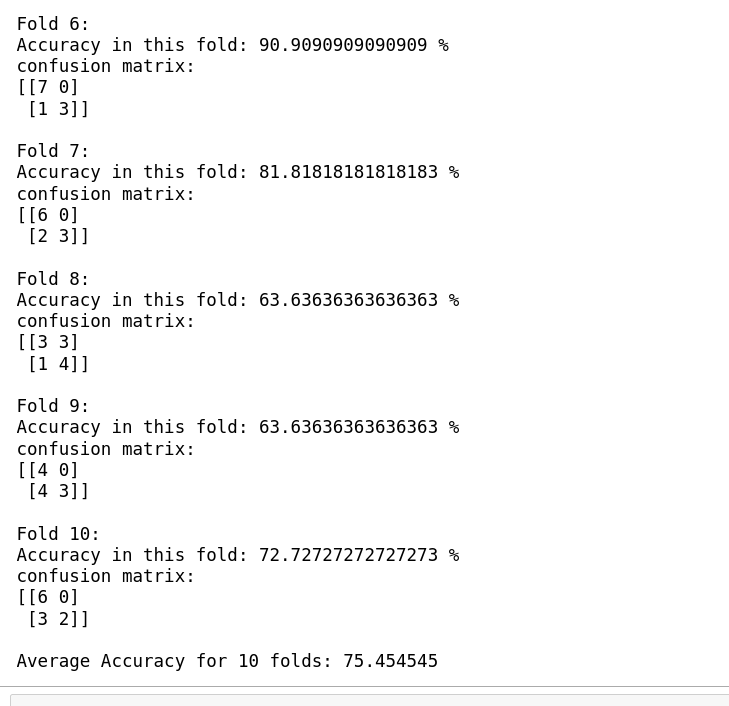 Fold 6:
Accuracy in this fold: 90.9090909090909 %
confusion matrix:
[[7 0]
 [1 3]]

Fold 7:
Accuracy in this fold: 81.81818181818183 %
confusion matrix:
[[6 0]
 [2 3]]

Fold 8:
Accuracy in this fold: 63.63636363636363 %
confusion matrix:
[[3 3]
 [1 4]]

Fold 9:
Accuracy in this fold: 63.63636363636363 %
confusion matrix:
[[4 0]
 [4 3]]

Fold 10:
Accuracy in this fold: 72.72727272727273 %
confusion matrix:
[[6 0]
 [3 2]]

Average Accuracy for 10 folds: 75.454545